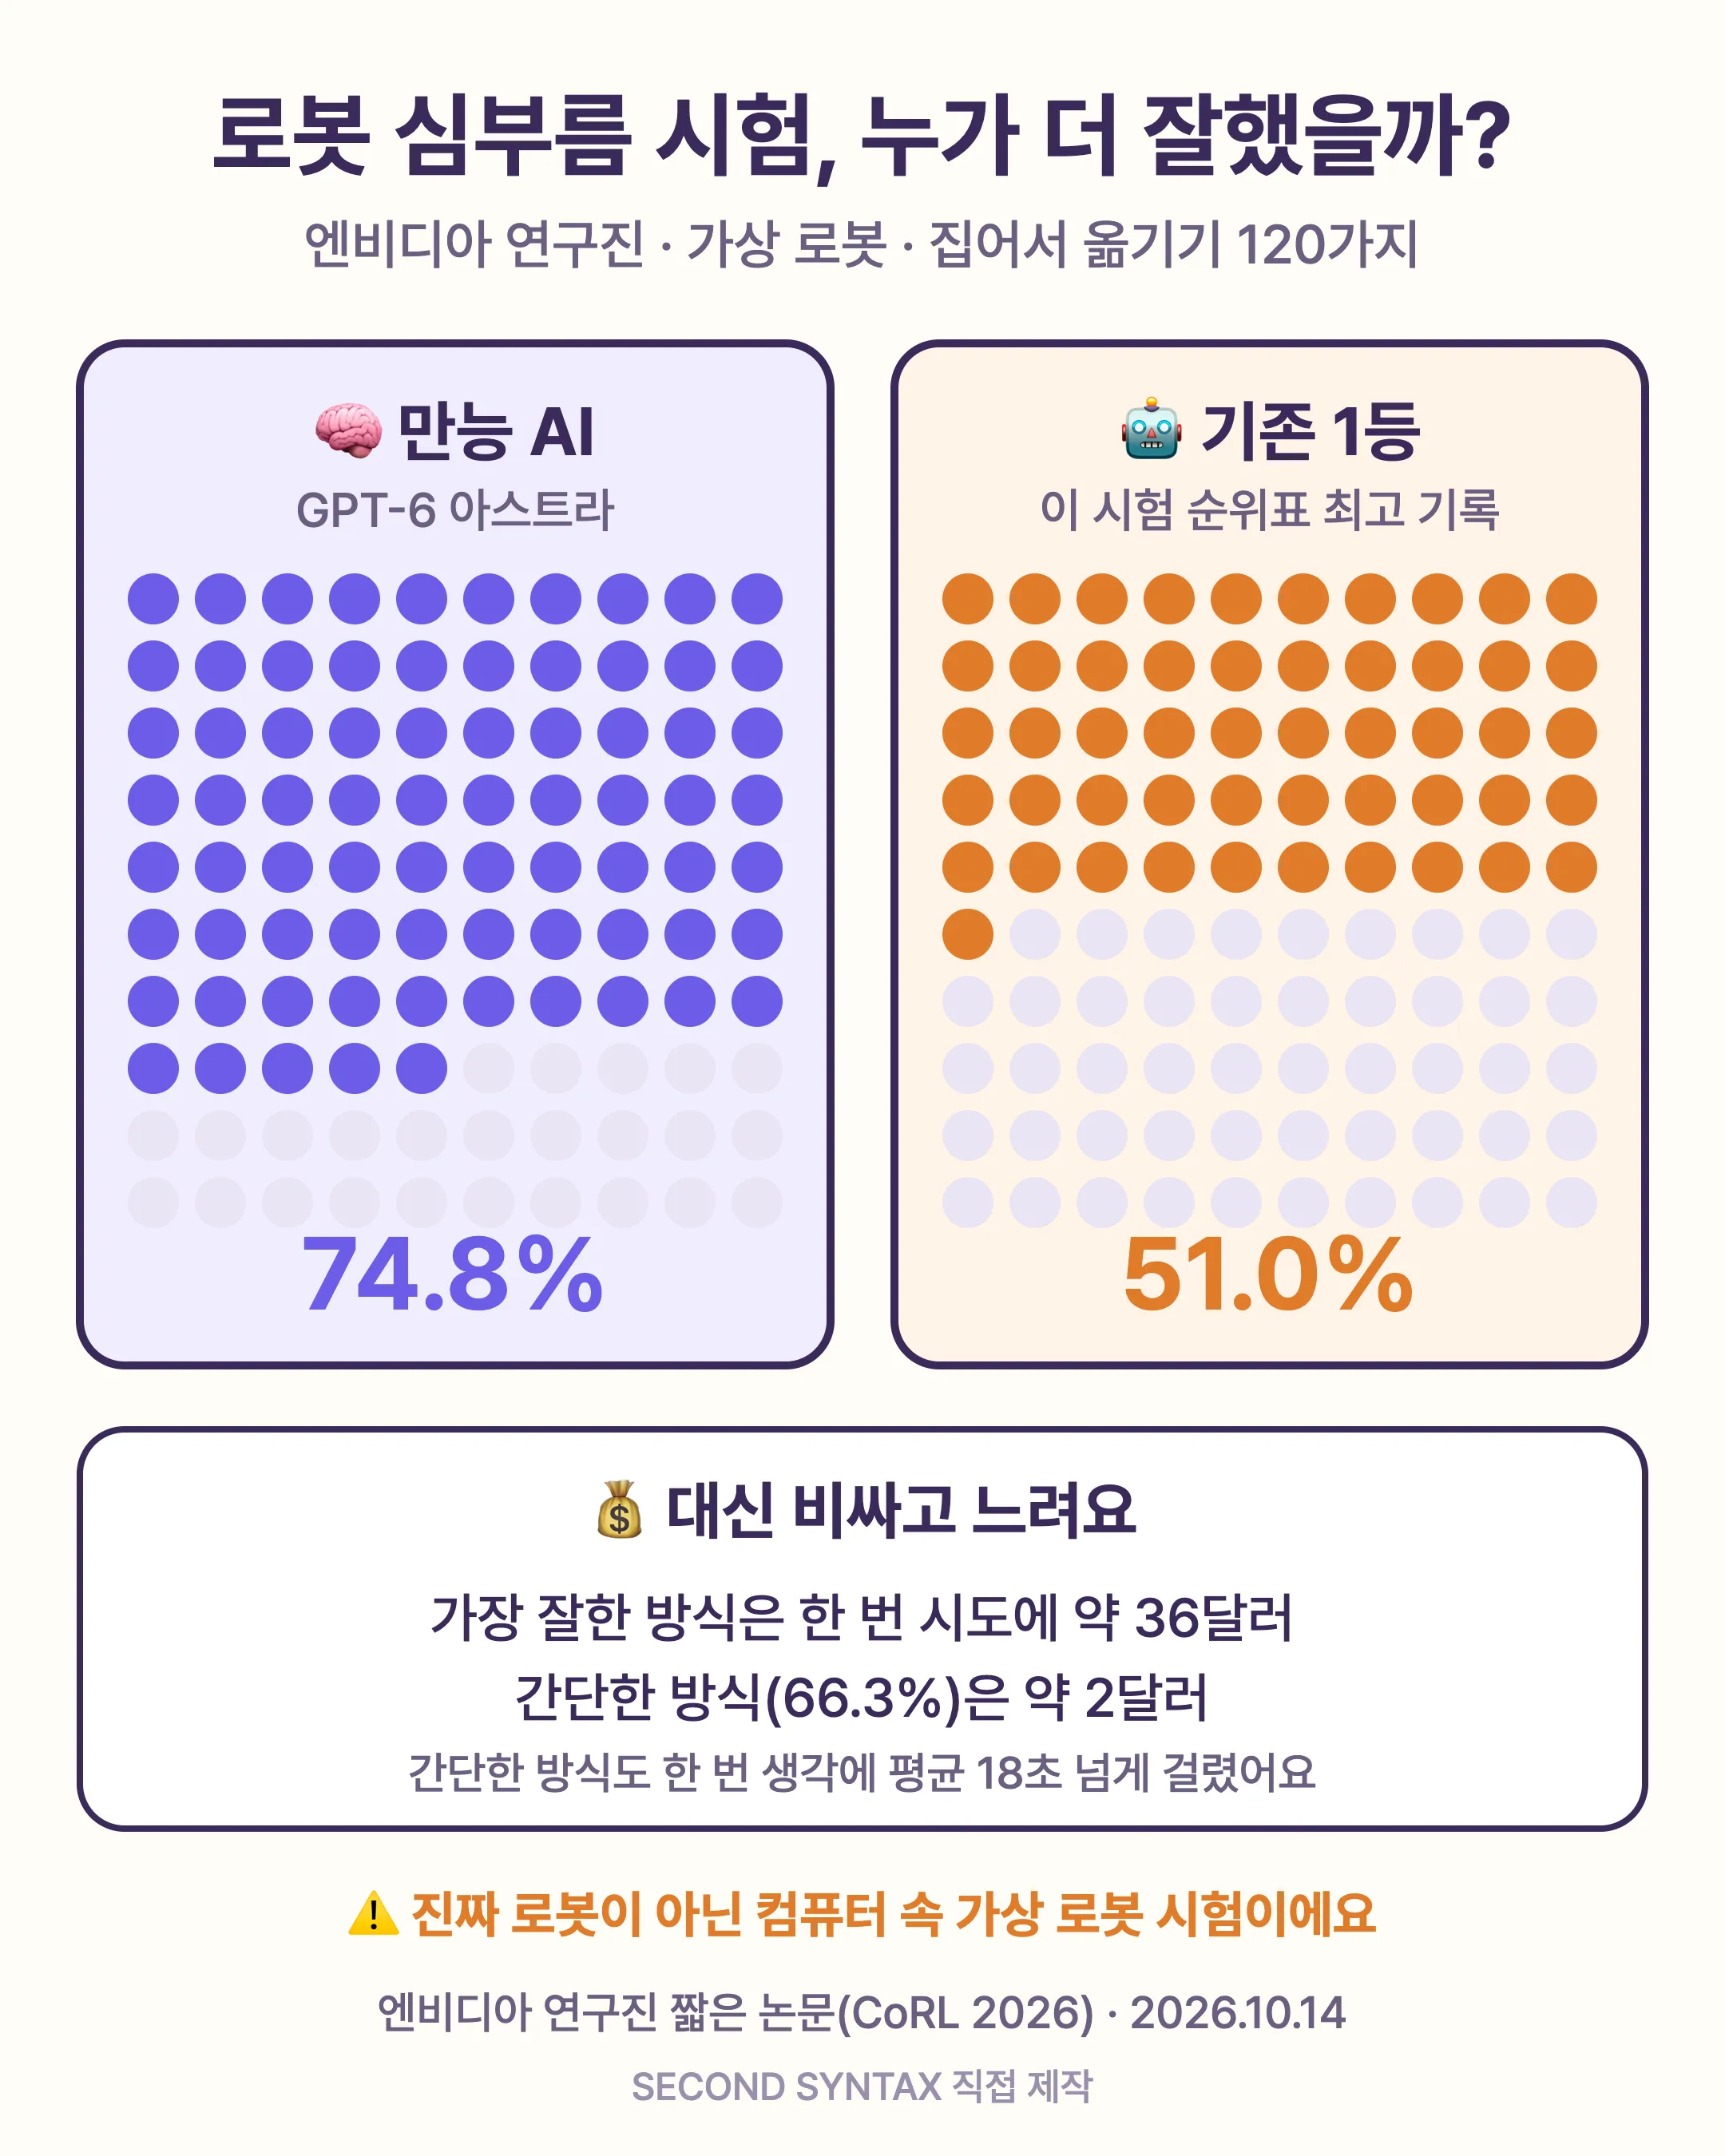 로봇 심부름 시험, 누가 더 잘했을까?
엔비디아 연구진 · 가상 로봇 · 집어서 옮기기 120가지
만능 AI
GPT-6 아스트라
74.8%
기존 1등
이 시험 순위표 최고 기록
51.0%
대신 비싸고 느려요
가장 잘한 방식은 한 번 시도에 약 36달러
간단한 방식(66.3%)은 약 2달러
간단한 방식도 한 번 생각에 평균 18초 넘게 걸렸어요
진짜 로봇이 아닌 컴퓨터 속 가상 로봇 시험이에요
엔비디아 연구진 짧은 논문(CoRL 2026) · 2026.10.14
SECOND SYNTAX 직접 제작